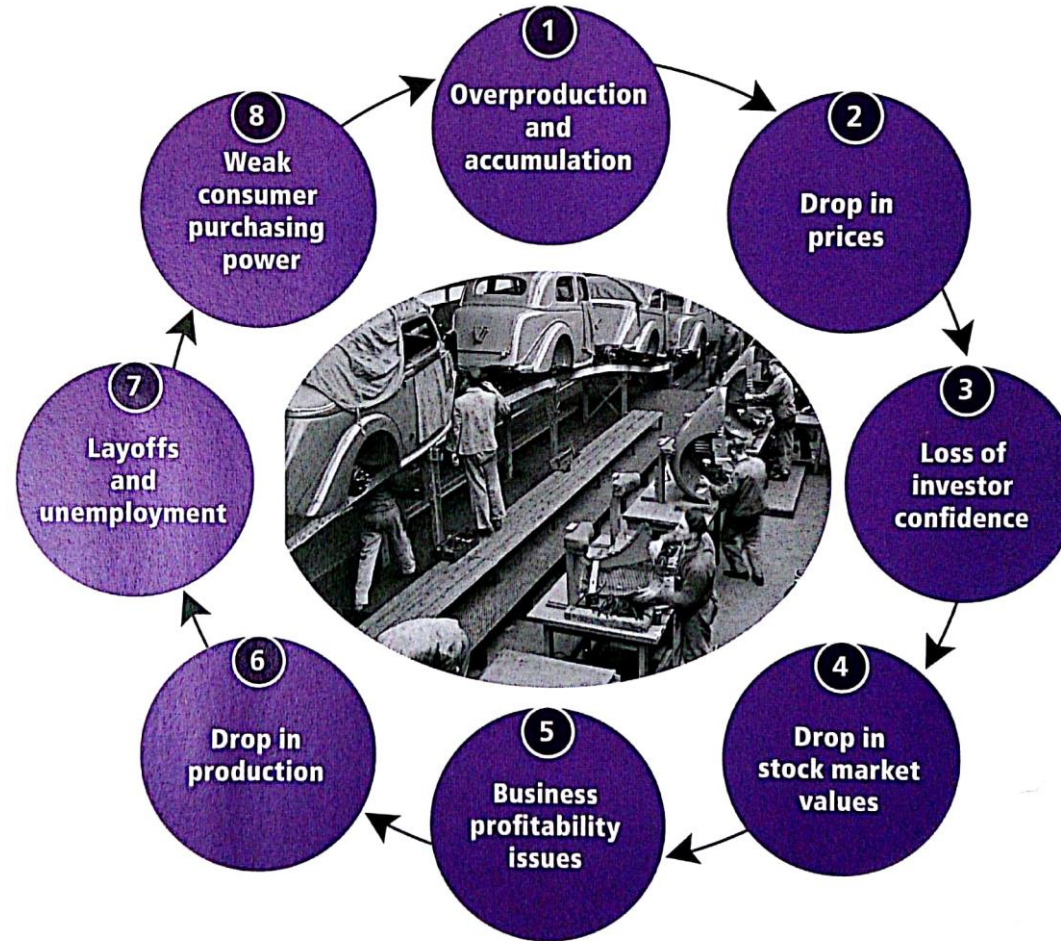 1
Overproduction
and
accumulation
2
Drop in
prices
3
Loss of
investor
confidence
4
Drop in
stock market
values
5
Business
profitability
issues
6
Drop in
production
7
Layoffs
and
unemployment
8
Weak
consumer
purchasing
power